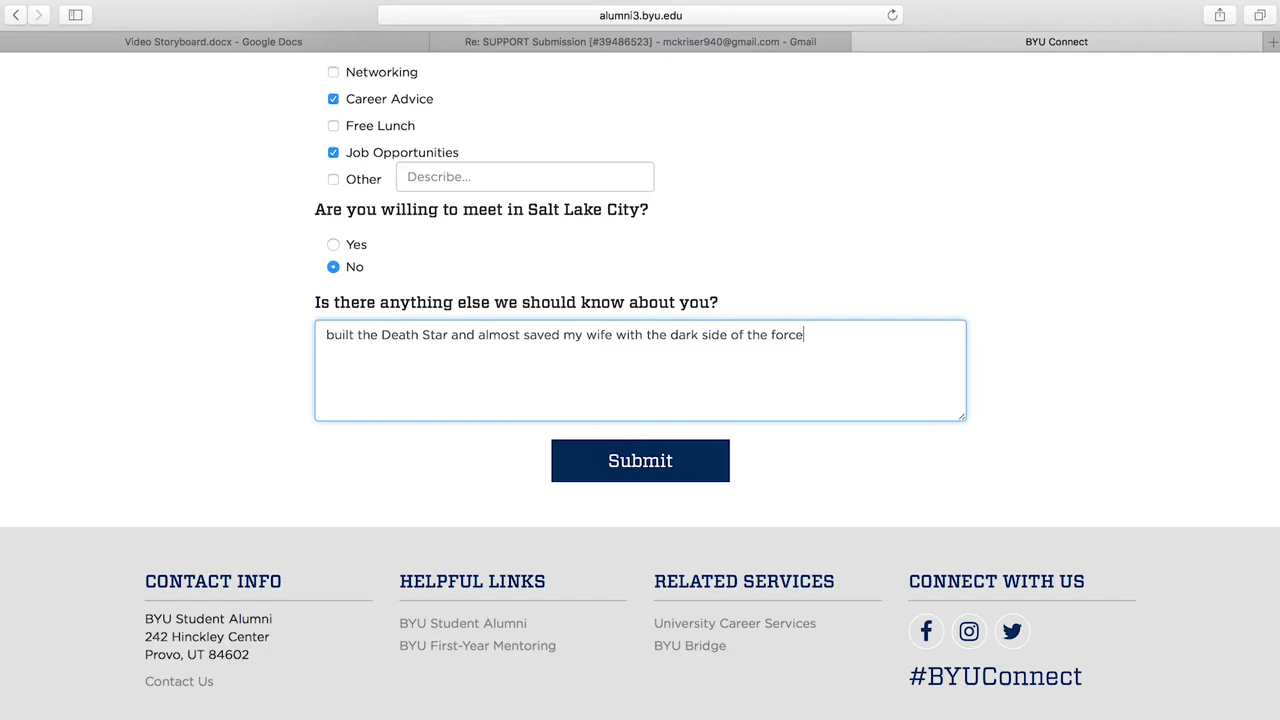 alumni3.byu.edu
Video Storyboard.docx - Google Docs
Re: SUPPORT Submission [#39486523] - mckriser940@gmail.com - Gmail
BYU Connect
Networking
Career Advice
Free Lunch
Job Opportunities
Other
Describe...
Are you willing to meet in Salt Lake City?
Yes
No
Is there anything else we should know about you?
built the Death Star and almost saved my wife with the dark side of the force
Submit
CONTACT INFO
BYU Student Alumni
242 Hinckley Center
Provo, UT 84602
Contact Us
HELPFUL LINKS
BYU Student Alumni
BYU First-Year Mentoring
RELATED SERVICES
University Career Services
BYU Bridge
CONNECT WITH US
#BYUConnect